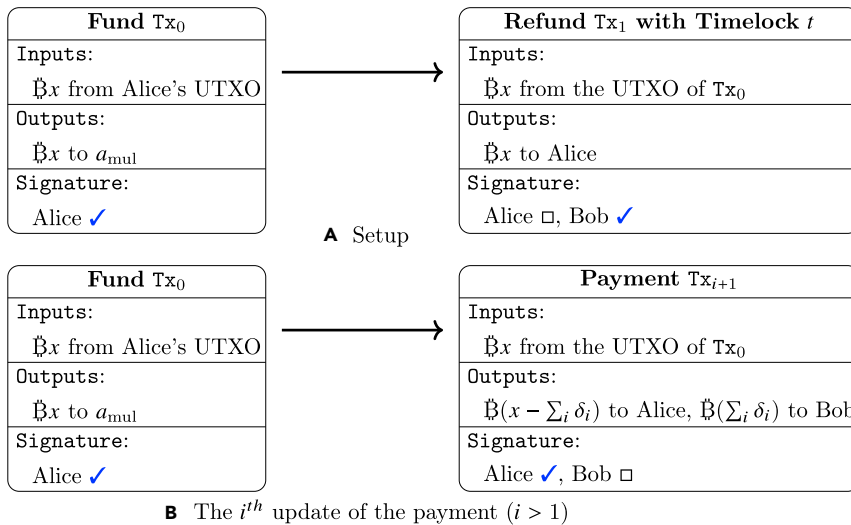 Fund Tx₀
Inputs:
₿x from Alice's UTXO
Outputs:
₿x to aₘᵤₗ
Signature:
Alice ✓
Refund Tx₁ with Timelock t
Inputs:
₿x from the UTXO of Tx₀
Outputs:
₿x to Alice
Signature:
Alice □, Bob ✓
A Setup
Fund Tx₀
Inputs:
₿x from Alice's UTXO
Outputs:
₿x to aₘᵤₗ
Signature:
Alice ✓
Payment Txᵢ₊₁
Inputs:
₿x from the UTXO of Tx₀
Outputs:
₿(x − ∑ᵢ δᵢ) to Alice, ₿(∑ᵢ δᵢ) to Bob
Signature:
Alice ✓, Bob □
B The iᵗʰ update of the payment (i > 1)